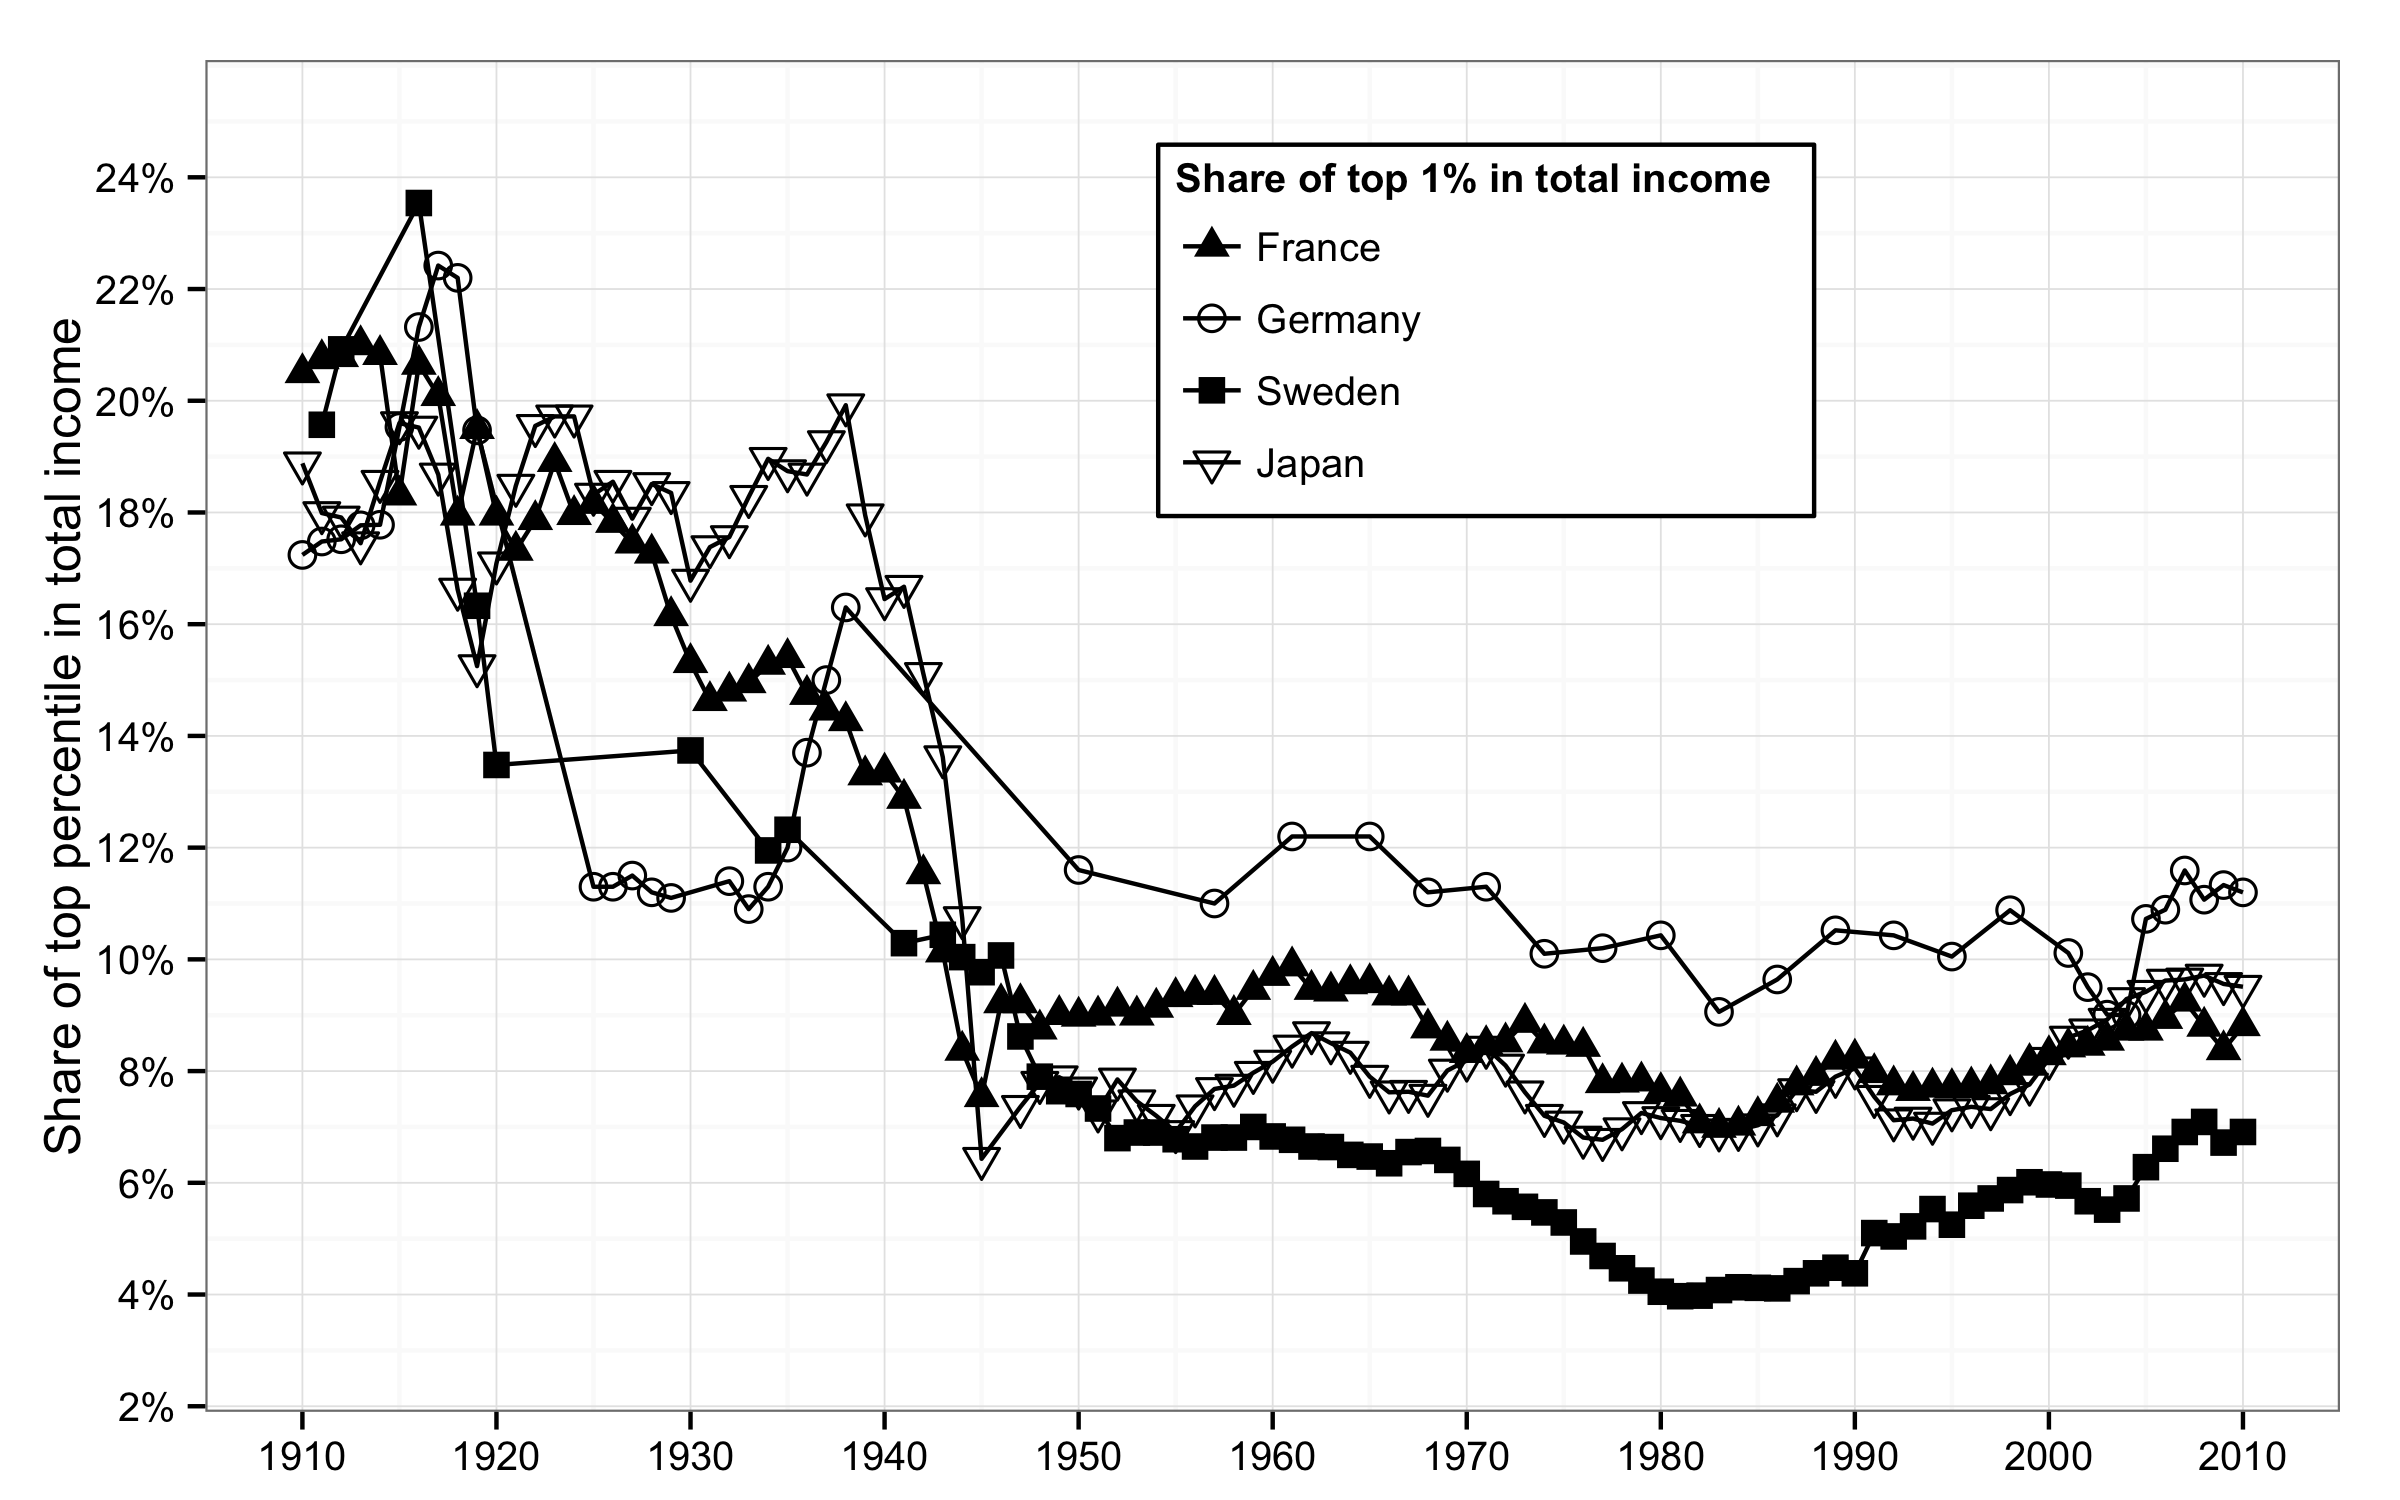 Share of top percentile in total income
24%
22%
20%
18%
16%
14%
12%
10%
8%
6%
4%
2%
Share of top 1% in total income
France
Germany
Sweden
Japan
1910 1920 1930 1940 1950 1960 1970 1980 1990 2000 2010